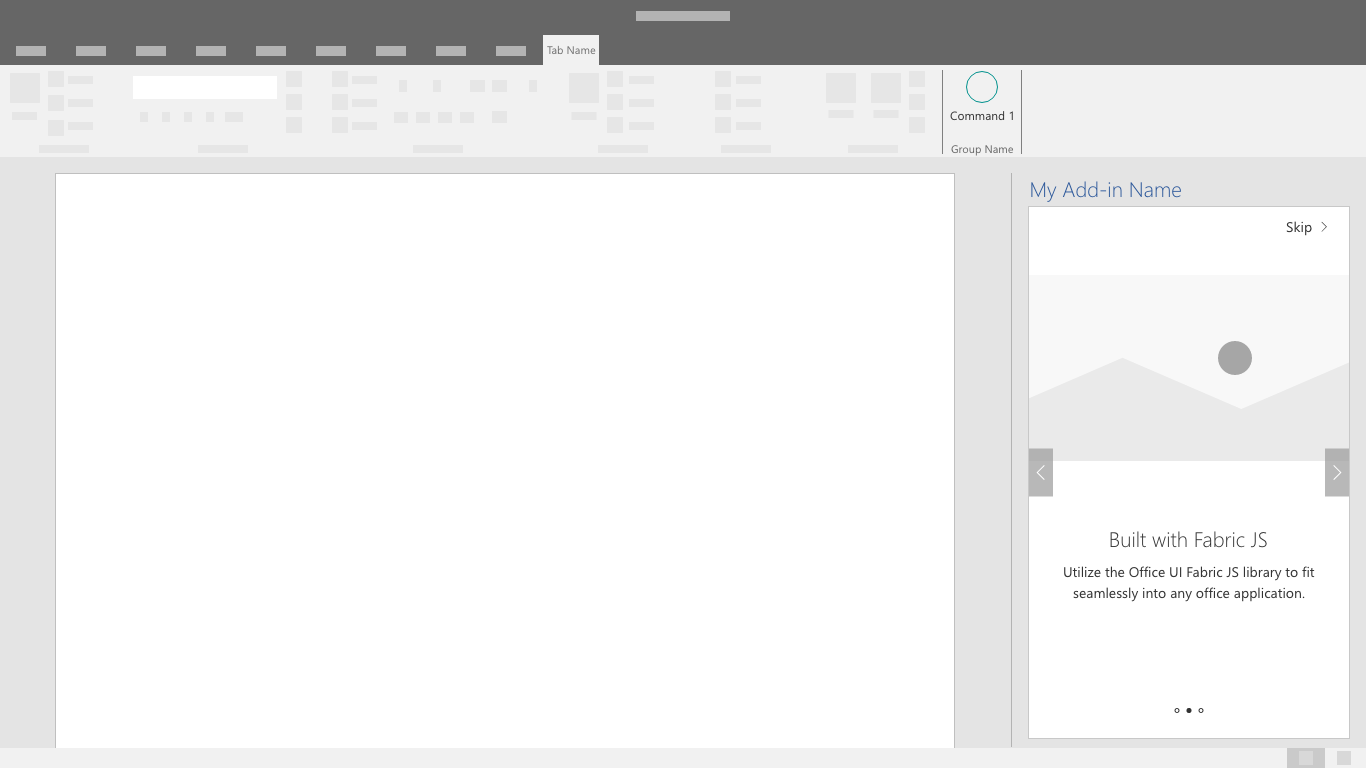 Tab Name
Command 1
Group Name
My Add-in Name
Skip
Built with Fabric JS
Utilize the Office UI Fabric JS library to fit
seamlessly into any office application.